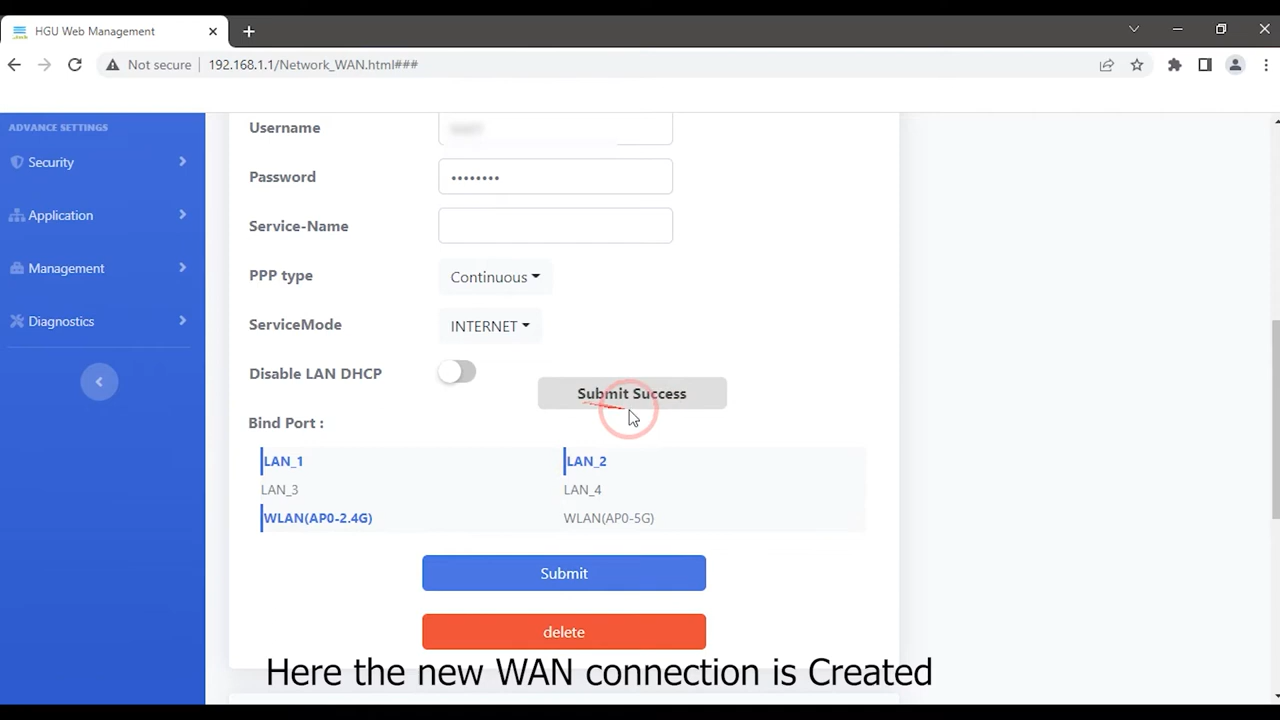 HGU Web Management
Not secure
192.168.1.1/Network_WAN.html###
ADVANCE SETTINGS
Security
Application
Management
Diagnostics
Username
Password
Service-Name
PPP type
Continuous
ServiceMode
INTERNET
Disable LAN DHCP
Submit Success
Bind Port :
LAN_1
LAN_2
LAN_3
LAN_4
WLAN(AP0-2.4G)
WLAN(AP0-5G)
Submit
delete
Here the new WAN connection is Created